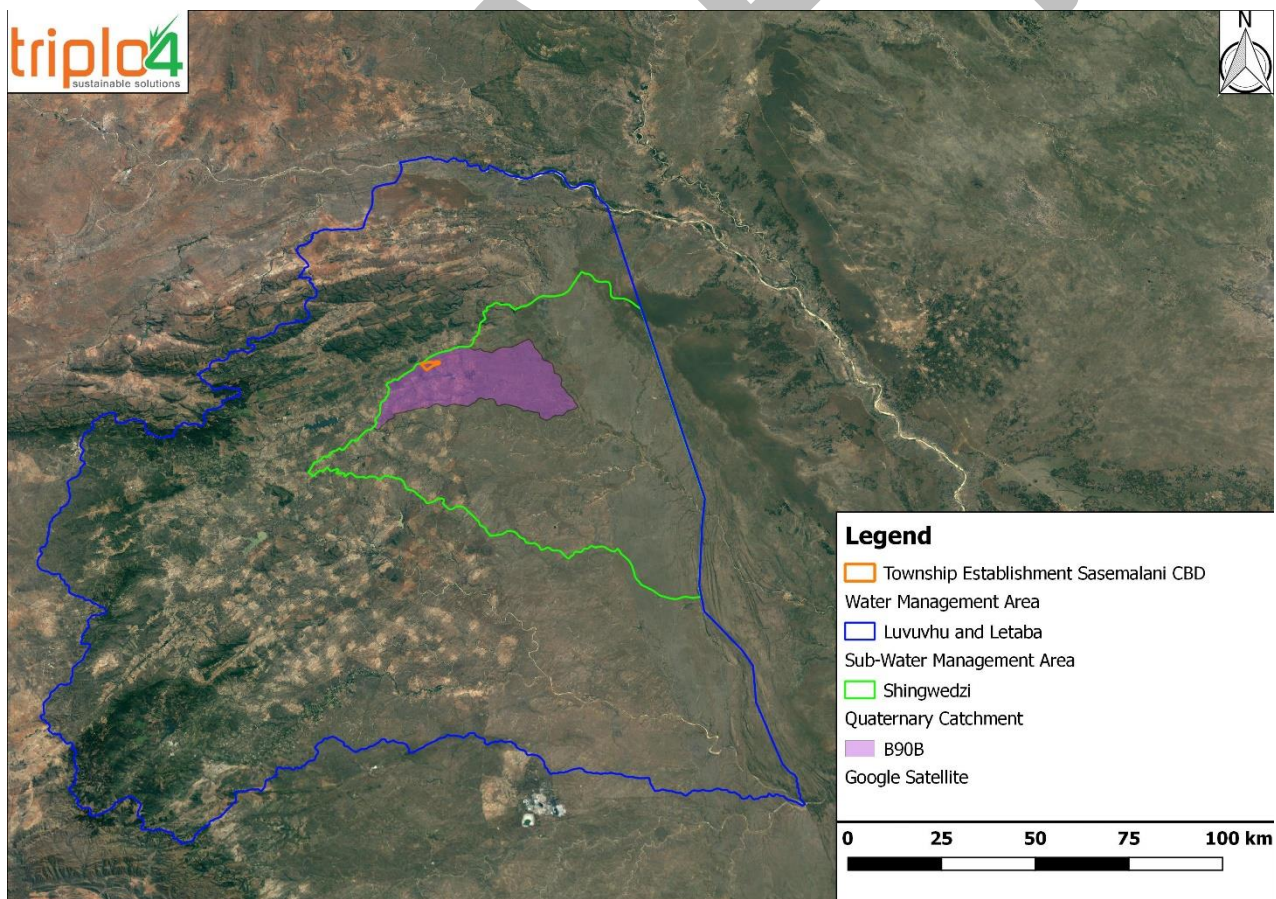 triplo4
sustainable solutions
N
Legend
Township Establishment Sasemalani CBD
Water Management Area
Luvuvhu and Letaba
Sub-Water Management Area
Shingwedzi
Quaternary Catchment
B90B
Google Satellite
0 25 50 75 100 km